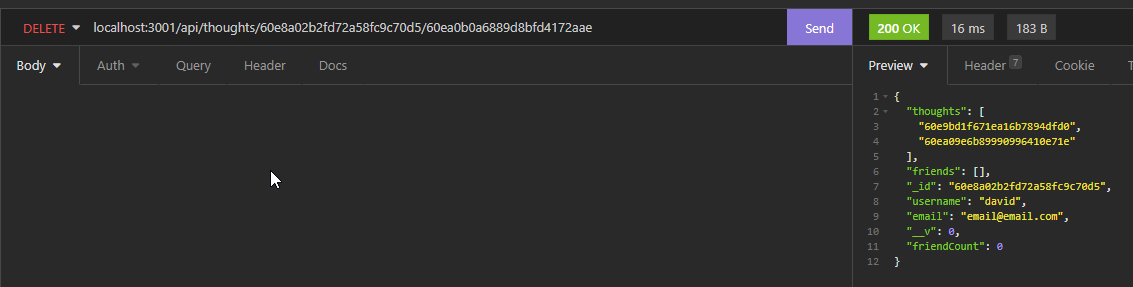 DELETE localhost:3001/api/thoughts/60e8a02b2fd72a58fc9c70d5/60ea0b0a6889d8bfd4172aae Send 200 OK 16 ms 183 B
Body Auth Query Header Docs Preview Header 7 Cookie T
1 {
2 "thoughts": [
3 "60e9bd1f671ea16b7894dfd0",
4 "60ea09e6b89990996410e71e"
5 ],
6 "friends": [],
7 "_id": "60e8a02b2fd72a58fc9c70d5",
8 "username": "david",
9 "email": "email@email.com",
10 "__v": 0,
11 "friendCount": 0
12 }